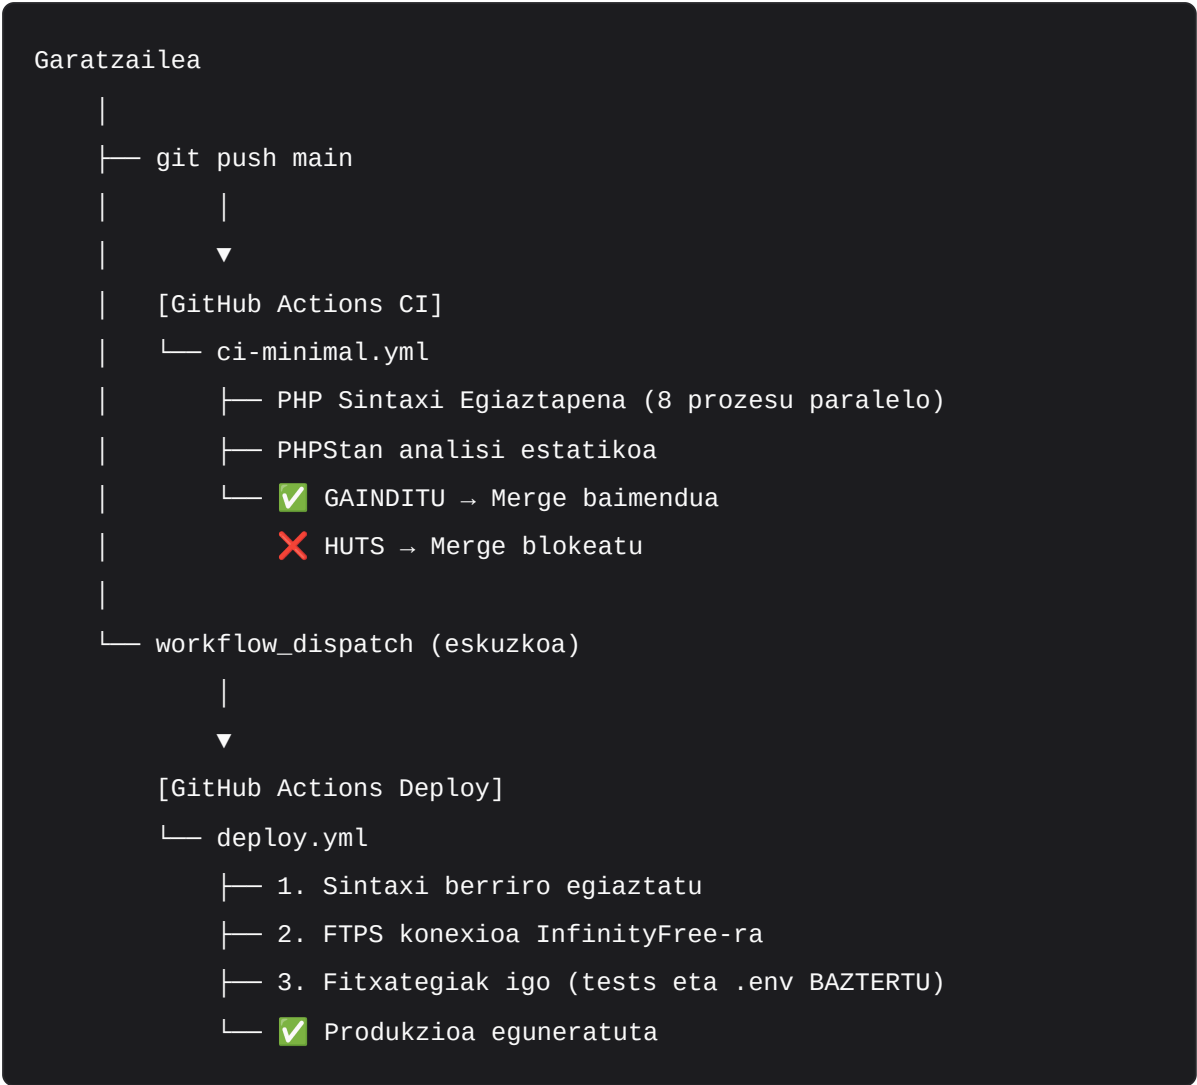 Garatzailea
│
├── git push main
│       │
│       ▼
│   [GitHub Actions CI]
│   └── ci-minimal.yml
│       ├── PHP Sintaxi Egiaztapena (8 prozesu paralelo)
│       ├── PHPStan analisi estatikoa
│       └── ✅ GAINDITU → Merge baimendua
│           ❌ HUTS → Merge blokeatu
│
└── workflow_dispatch (eskuzkoa)
        │
        ▼
    [GitHub Actions Deploy]
    └── deploy.yml
        ├── 1. Sintaxi berriro egiaztatu
        ├── 2. FTPS konexioa InfinityFree-ra
        ├── 3. Fitxategiak igo (tests eta .env BAZTERTU)
        └── ✅ Produkzioa eguneratuta